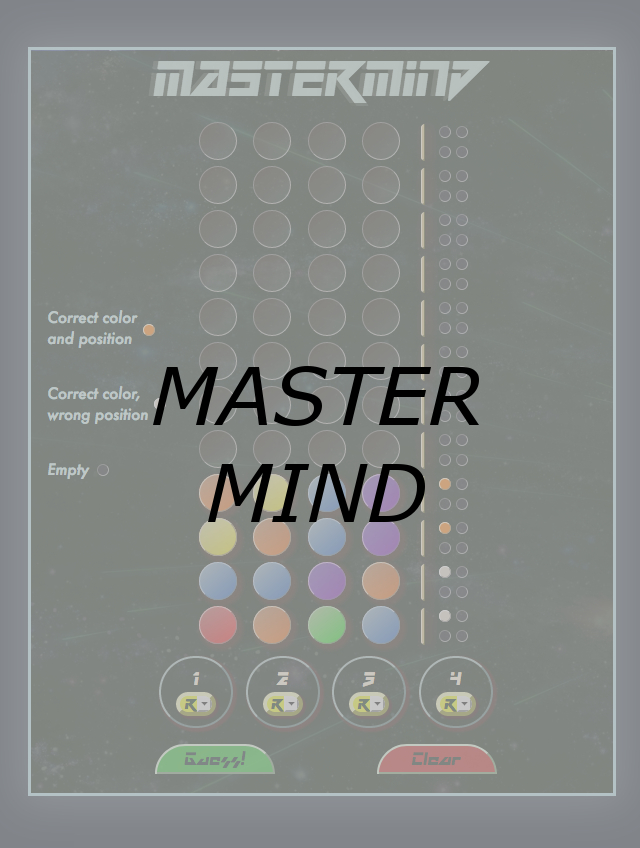 MASTERMIND
Correct color
and position
Correct color,
wrong position
Empty
MASTER
MIND
1 2 3 4
R R R R
Guess!
Clear